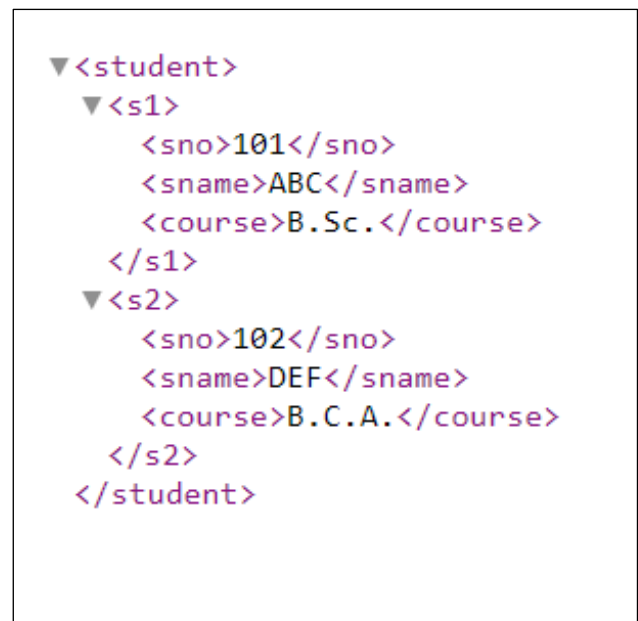 ▼<student>
▼<s1>
<sno>101</sno>
<sname>ABC</sname>
<course>B.Sc.</course>
</s1>
▼<s2>
<sno>102</sno>
<sname>DEF</sname>
<course>B.C.A.</course>
</s2>
</student>